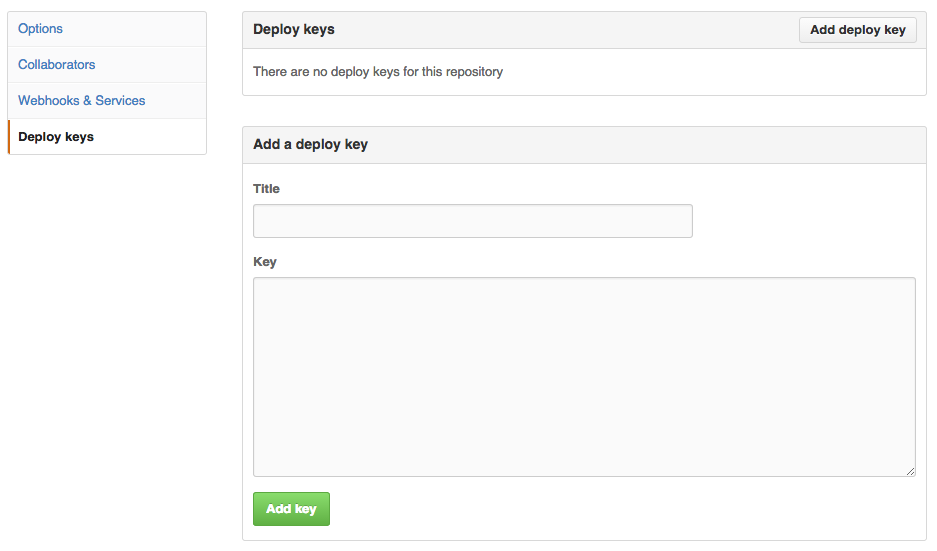 Options
Collaborators
Webhooks & Services
Deploy keys
Deploy keys
Add deploy key
There are no deploy keys for this repository
Add a deploy key
Title
Key
Add key